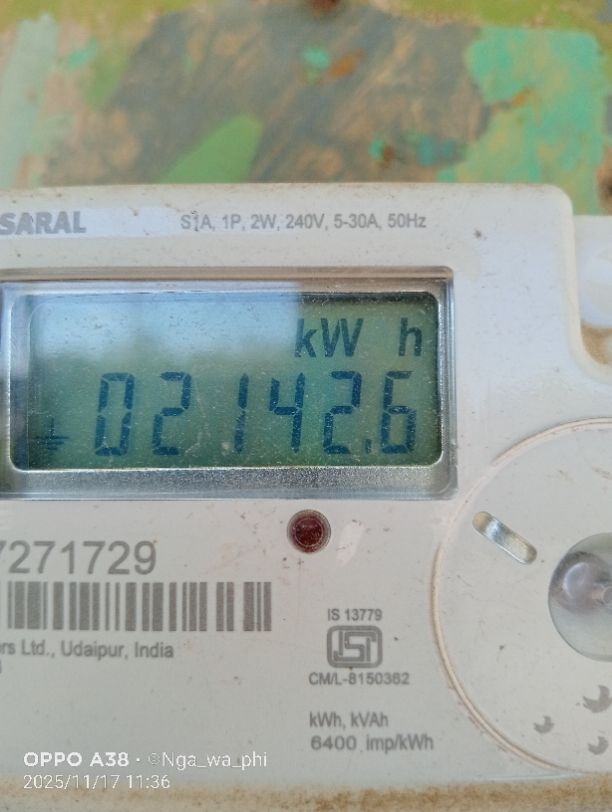 SARAL
S1A, 1P, 2W, 240V, 5-30A, 50Hz
kW h
02142.6
7271729
IS 13779
ISI
Ltd., Udaipur, India
CM/L-8150362
kWh, kVAh
6400 imp/kWh
OPPO A38 · ©Nga_wa_phi
2025/11/17 11:36